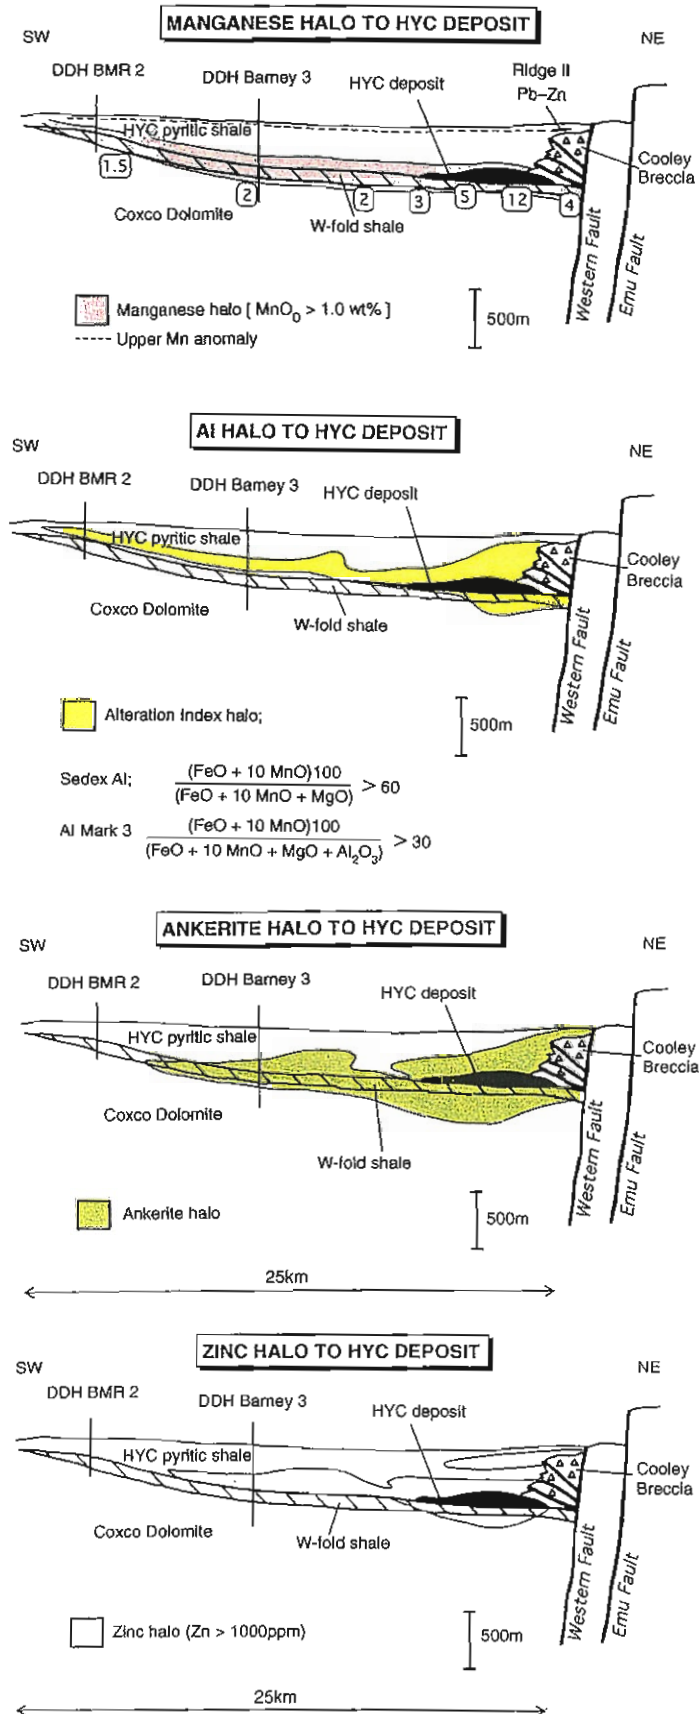 MANGANESE HALO TO HYC DEPOSIT
SW
NE
DDH BMR 2
DDH Barney 3
HYC deposit
Ridge II
Pb-Zn
HYC pyritic shale
Cooley
Breccia
1.5
2
2
3
5
12
4
Coxco Dolomite
W-fold shale
Western Fault
Emu Fault
Manganese halo [ MnO₀ > 1.0 wt% ]
500m
Upper Mn anomaly
AI HALO TO HYC DEPOSIT
SW
NE
DDH BMR 2
DDH Barney 3
HYC deposit
HYC pyritic shale
Cooley
Breccia
Coxco Dolomite
W-fold shale
Western Fault
Emu Fault
Alteration Index halo;
500m
Sedex AI; (FeO + 10 MnO)100
(FeO + 10 MnO + MgO) > 60
AI Mark 3 (FeO + 10 MnO)100
(FeO + 10 MnO + MgO + Al₂O₃) > 30
ANKERITE HALO TO HYC DEPOSIT
SW
NE
DDH BMR 2
DDH Barney 3
HYC deposit
HYC pyritic shale
Cooley
Breccia
Coxco Dolomite
W-fold shale
Western Fault
Emu Fault
Ankerite halo
500m
25km
ZINC HALO TO HYC DEPOSIT
SW
NE
DDH BMR 2
DDH Barney 3
HYC deposit
HYC pyritic shale
Cooley
Breccia
Coxco Dolomite
W-fold shale
Western Fault
Emu Fault
Zinc halo (Zn > 1000ppm)
500m
25km